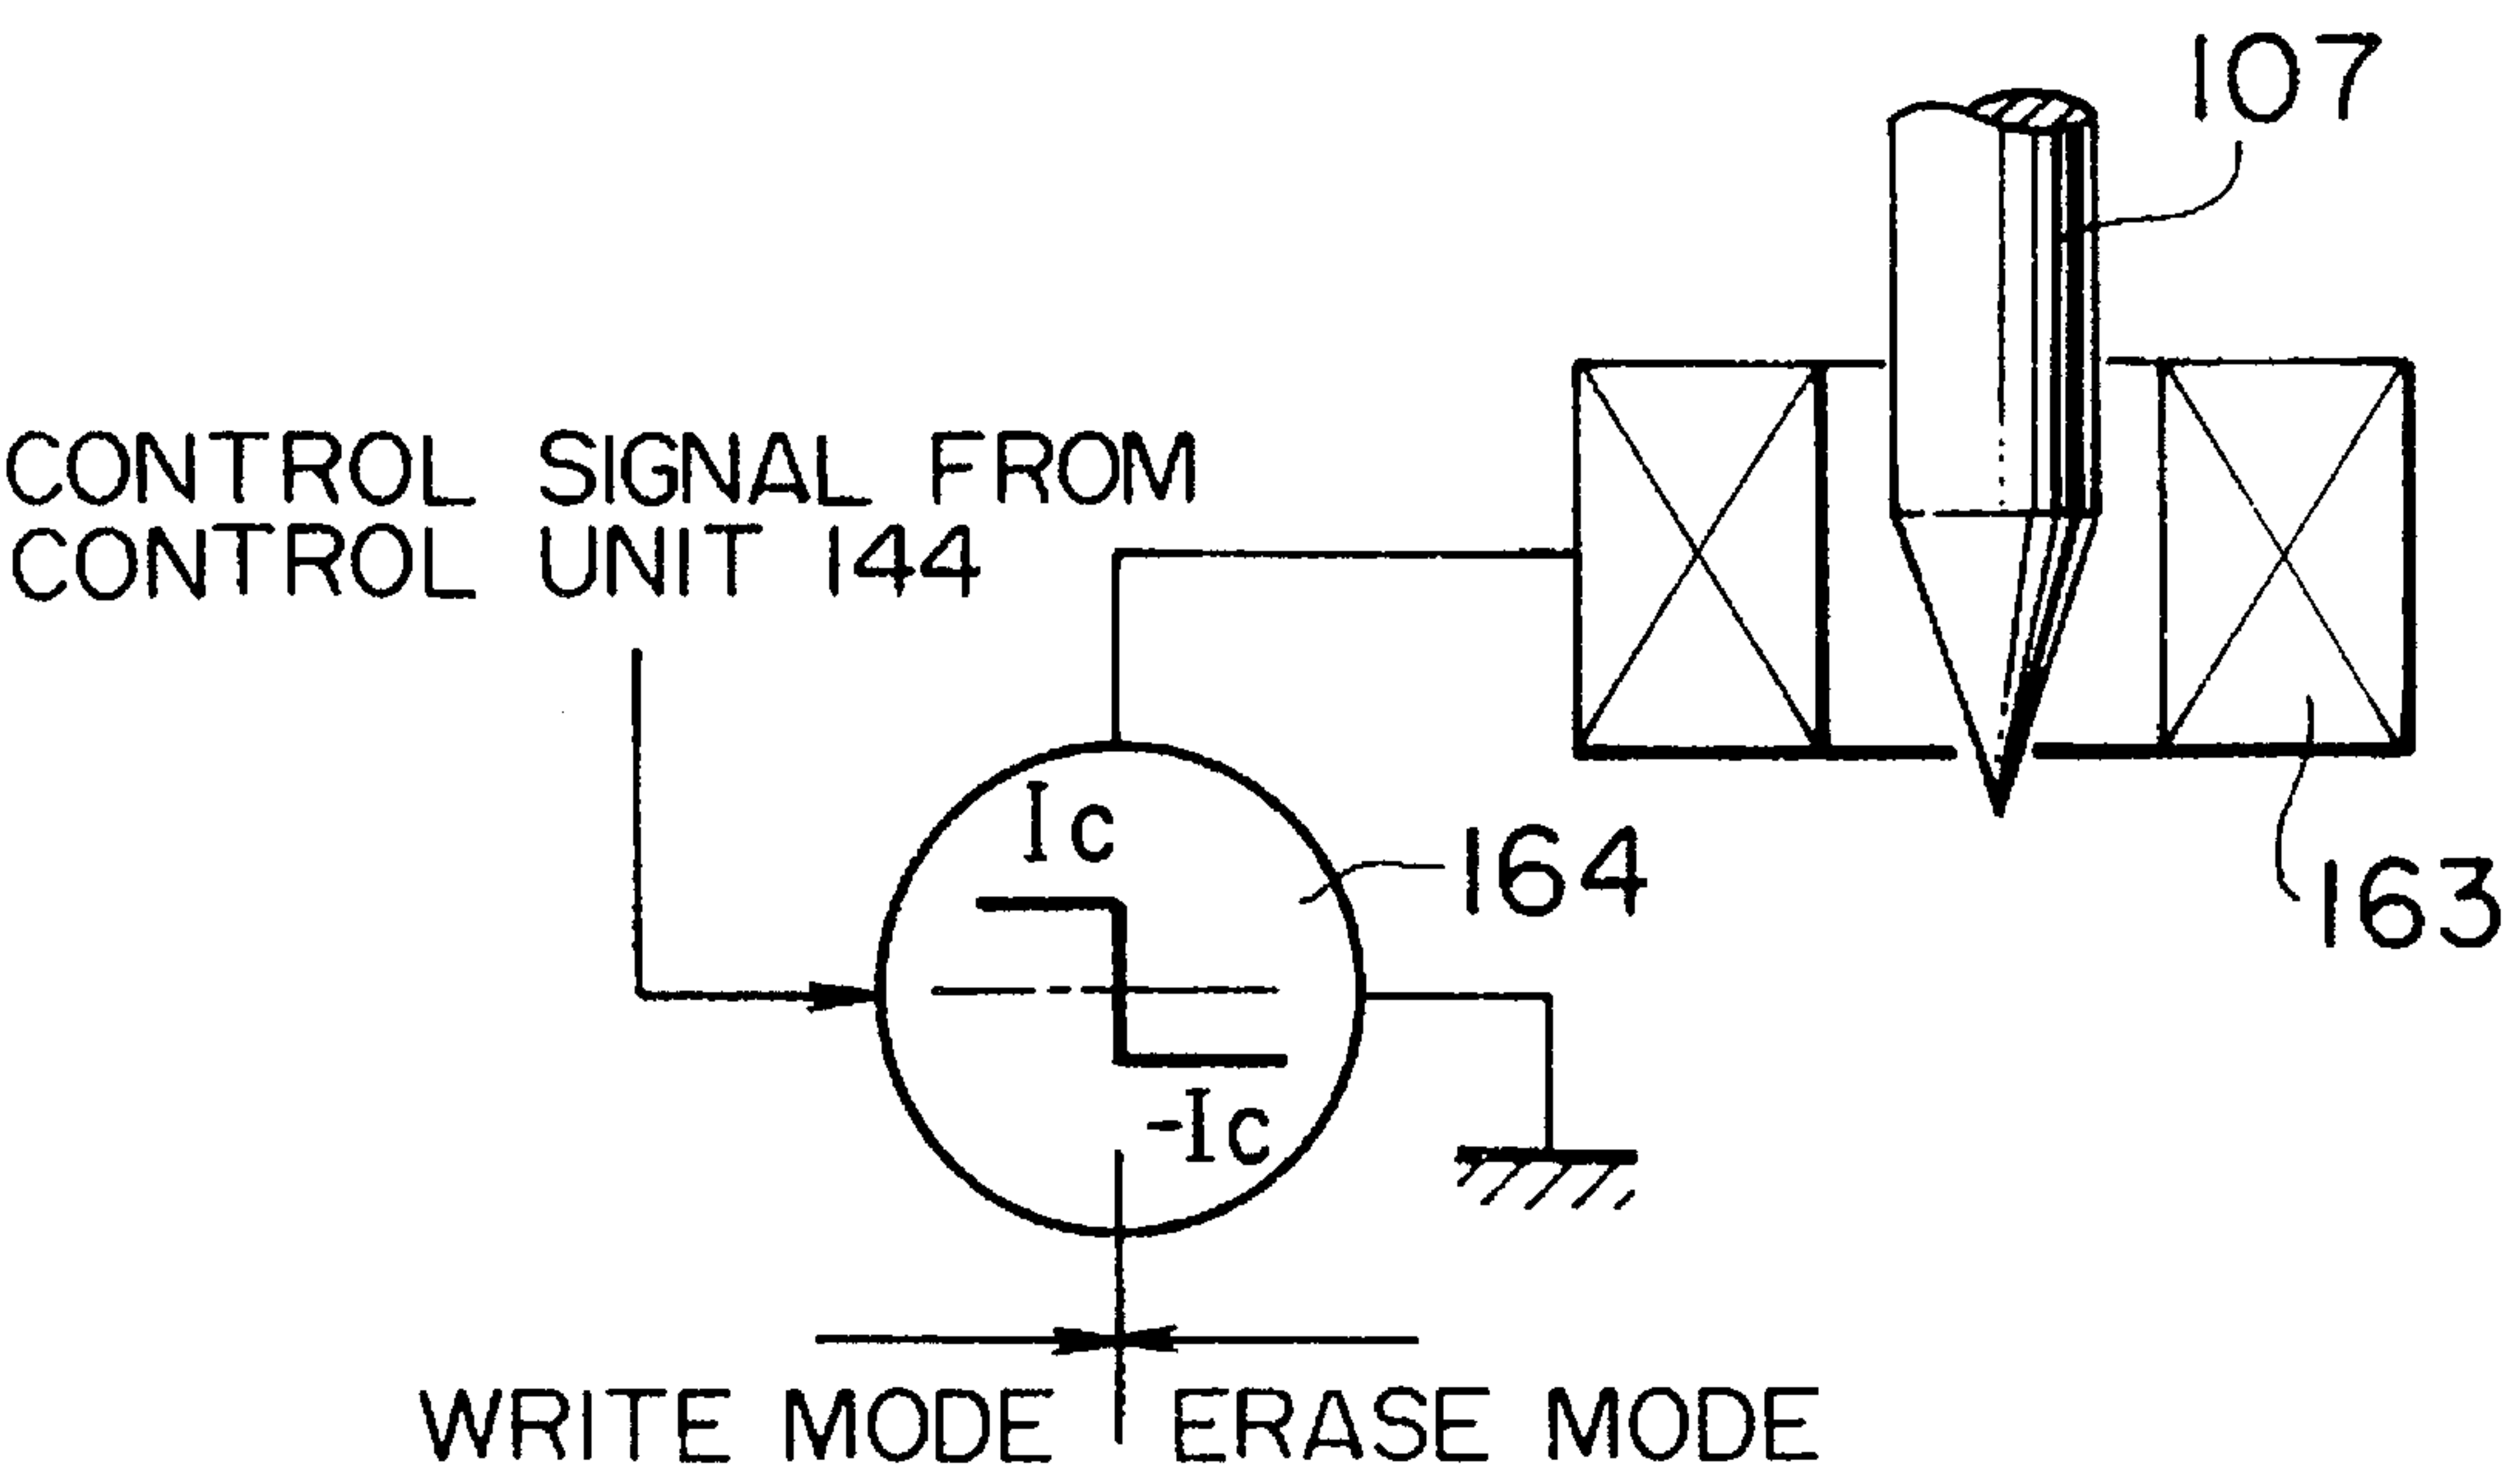 107
CONTROL SIGNAL FROM
CONTROL UNIT 144
Ic
164
163
-Ic
WRITE MODE ERASE MODE